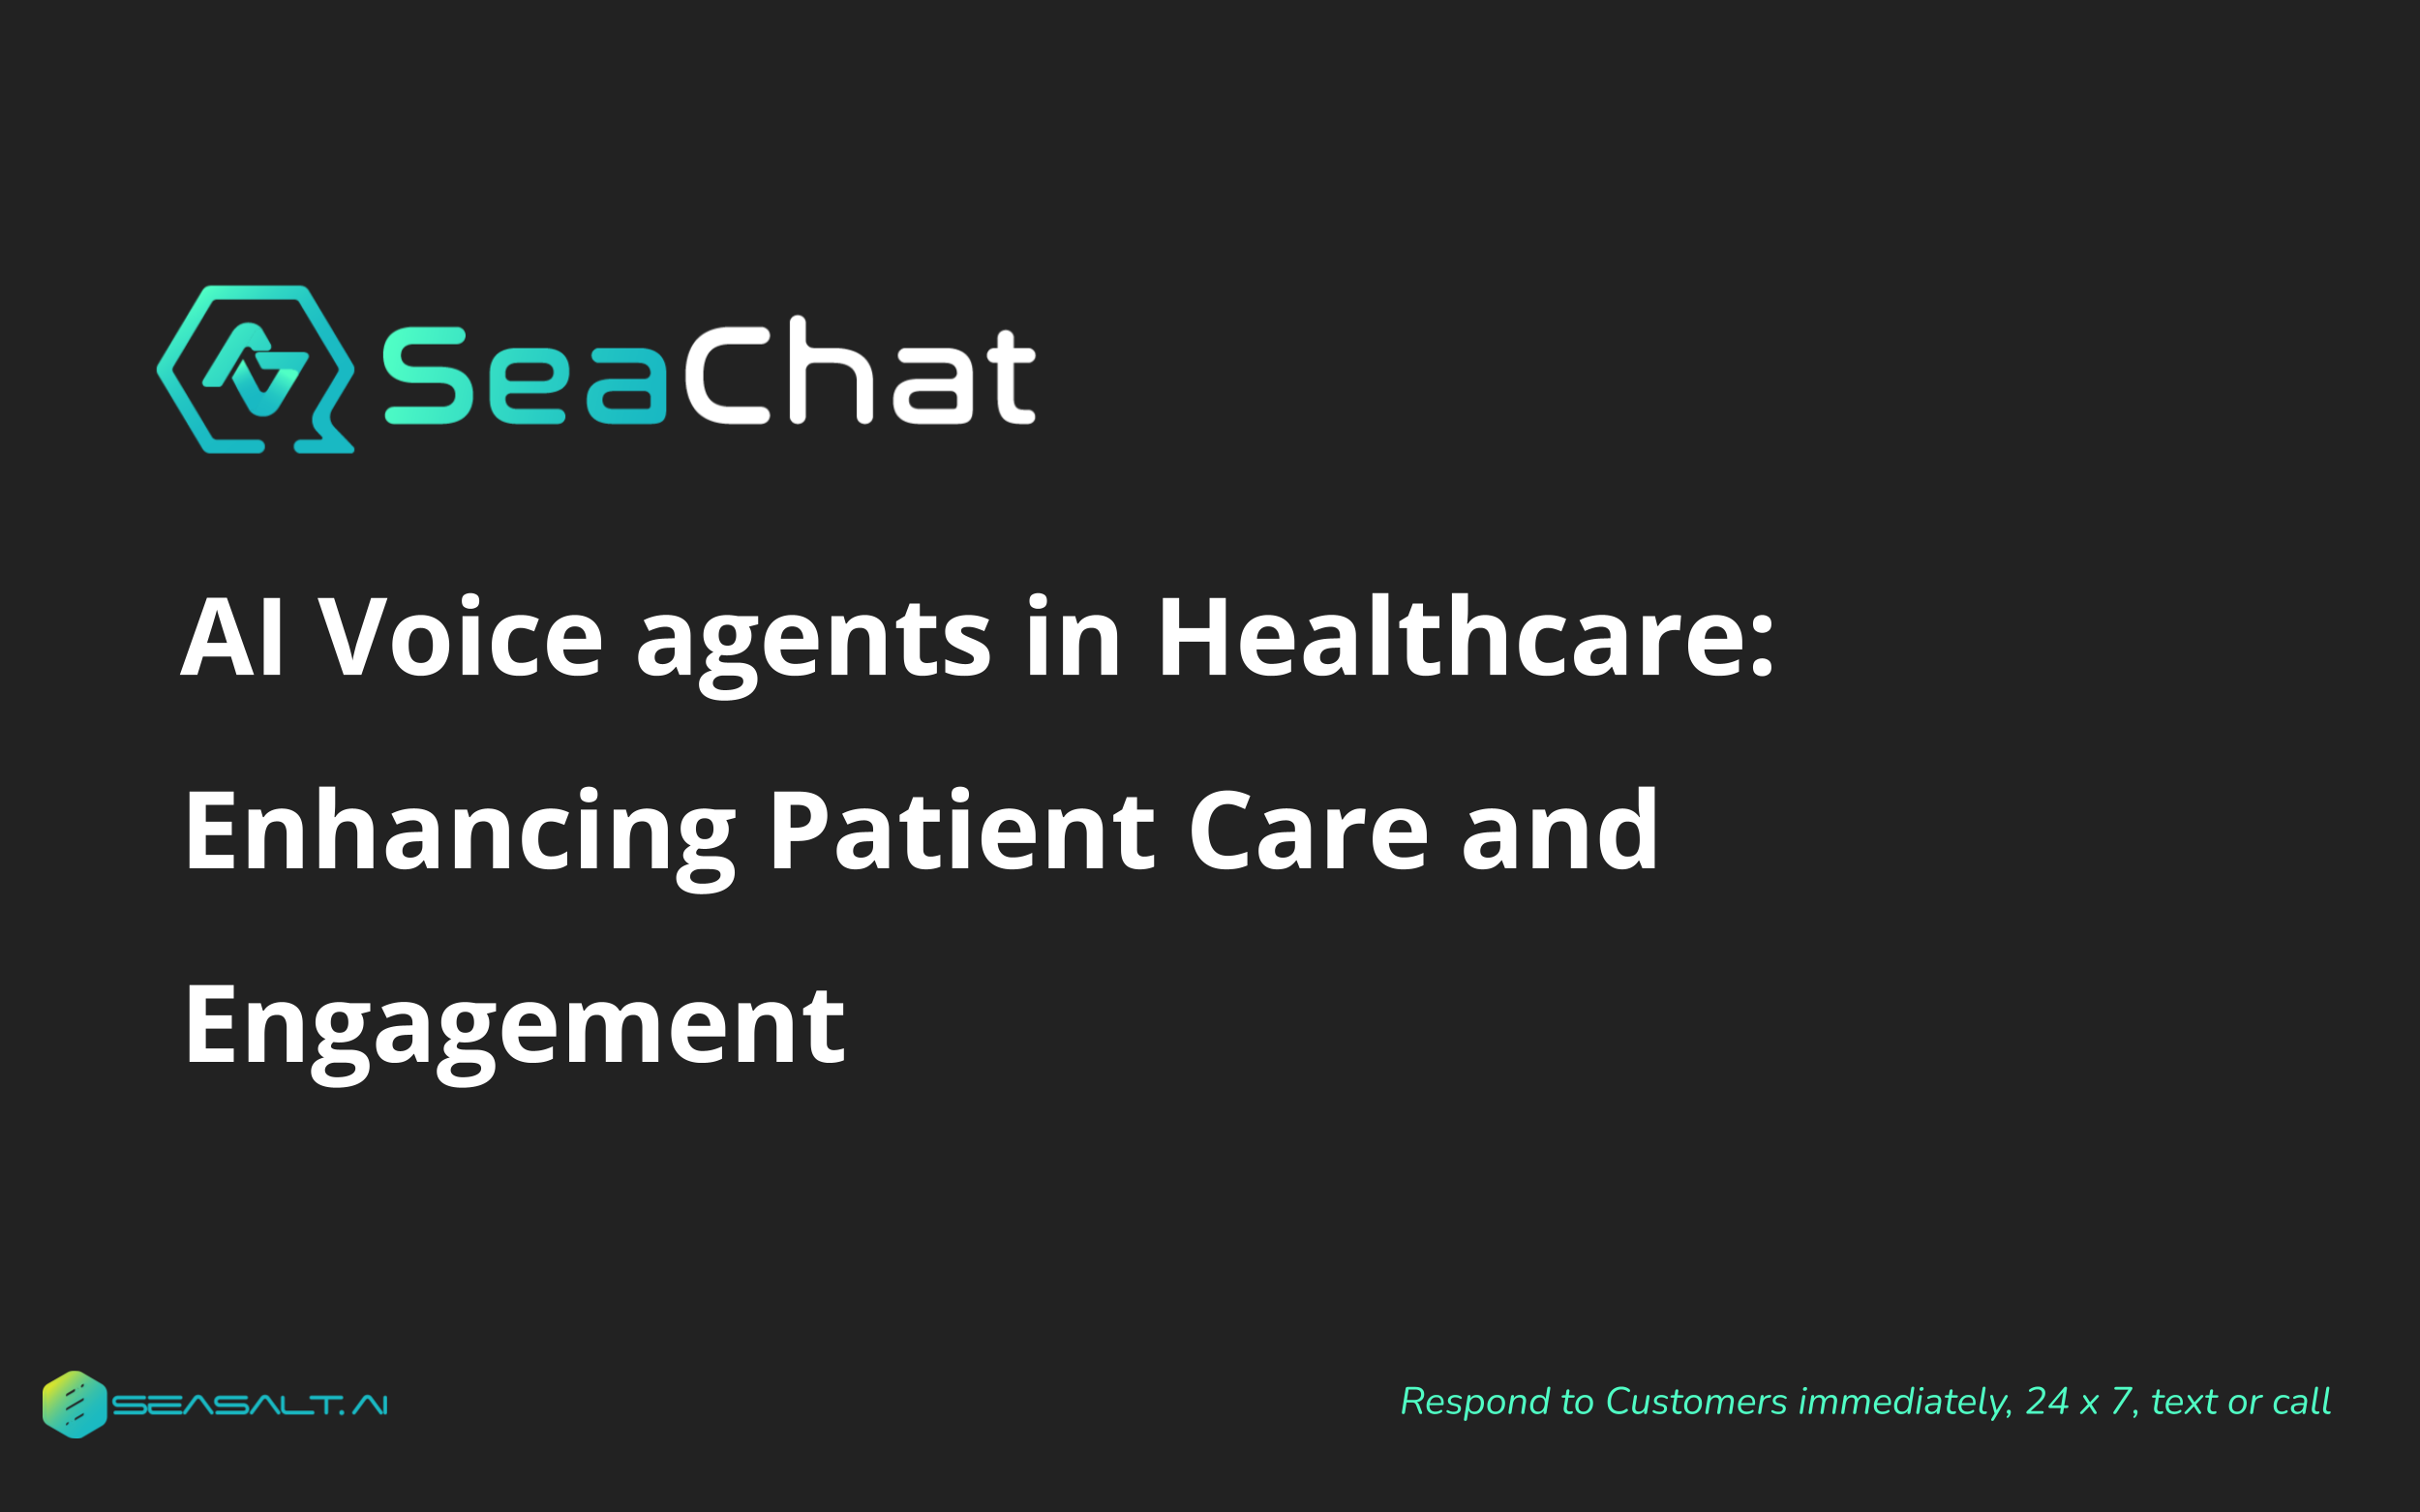 SeaChat
AI Voice agents in Healthcare:
Enhancing Patient Care and
Engagement
SEASALT.AI
Respond to Customers immediately, 24 x 7, text or call